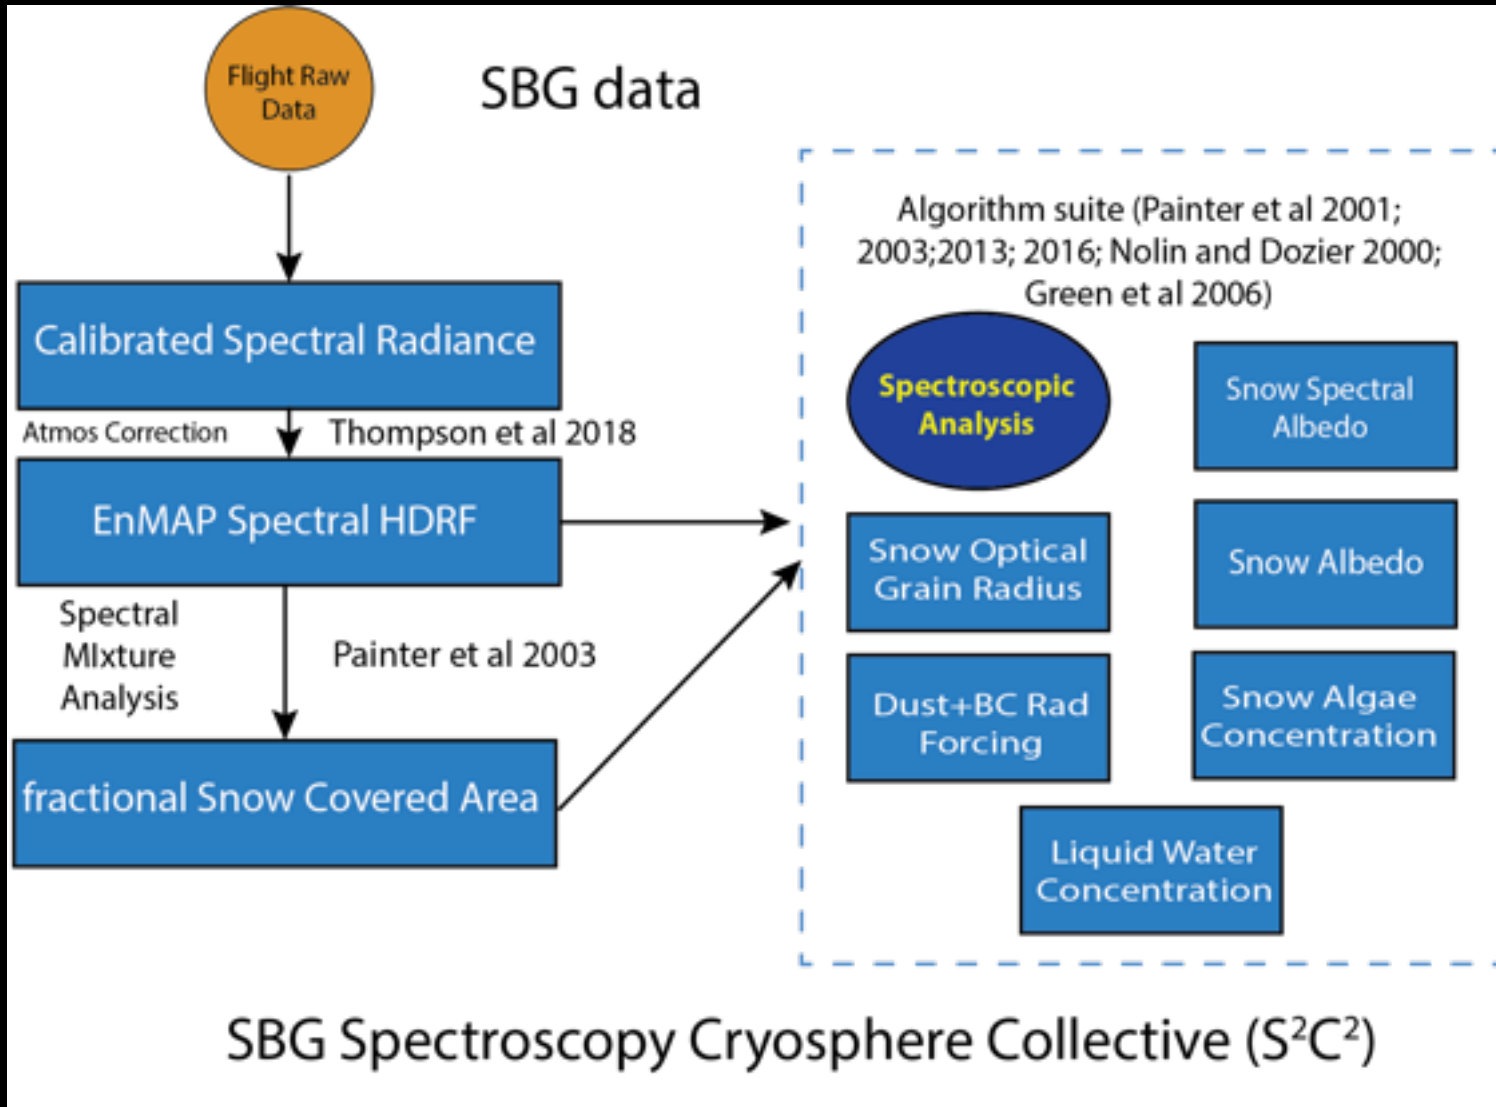 Flight Raw
Data
SBG data
Calibrated Spectral Radiance
Atmos Correction
Thompson et al 2018
EnMAP Spectral HDRF
Spectral
MIxture
Analysis
Painter et al 2003
fractional Snow Covered Area
Algorithm suite (Painter et al 2001;
2003;2013; 2016; Nolin and Dozier 2000;
Green et al 2006)
Spectroscopic
Analysis
Snow Spectral
Albedo
Snow Optical
Grain Radius
Snow Albedo
Dust+BC Rad
Forcing
Snow Algae
Concentration
Liquid Water
Concentration
SBG Spectroscopy Cryosphere Collective (S²C²)